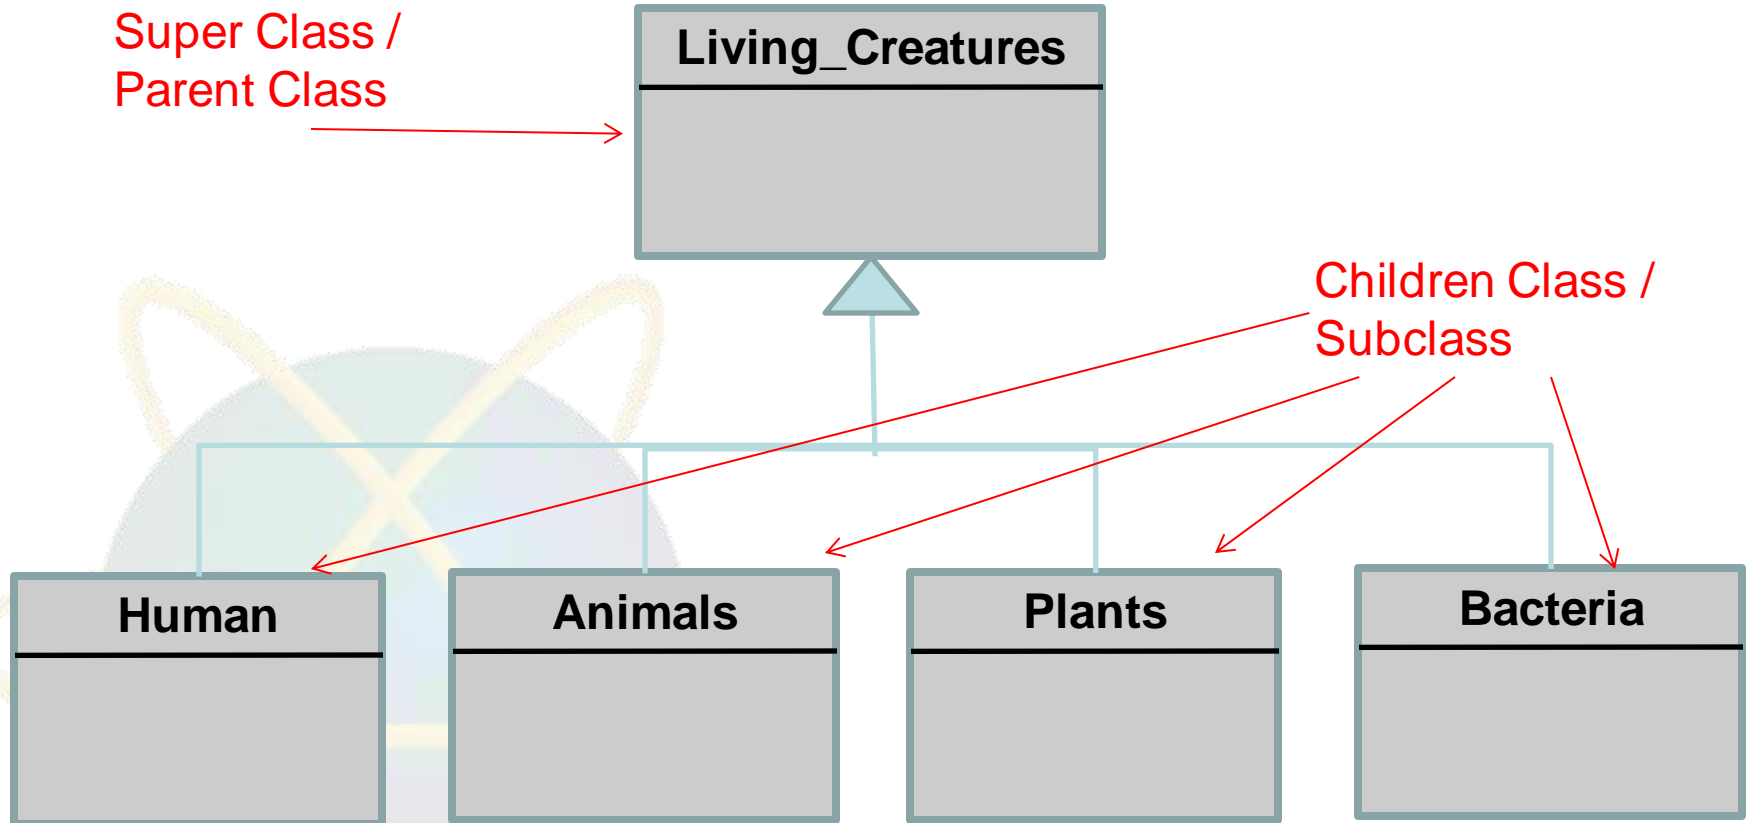 Super Class /
Parent Class
Living_Creatures
Children Class /
Subclass
Human
Animals
Plants
Bacteria